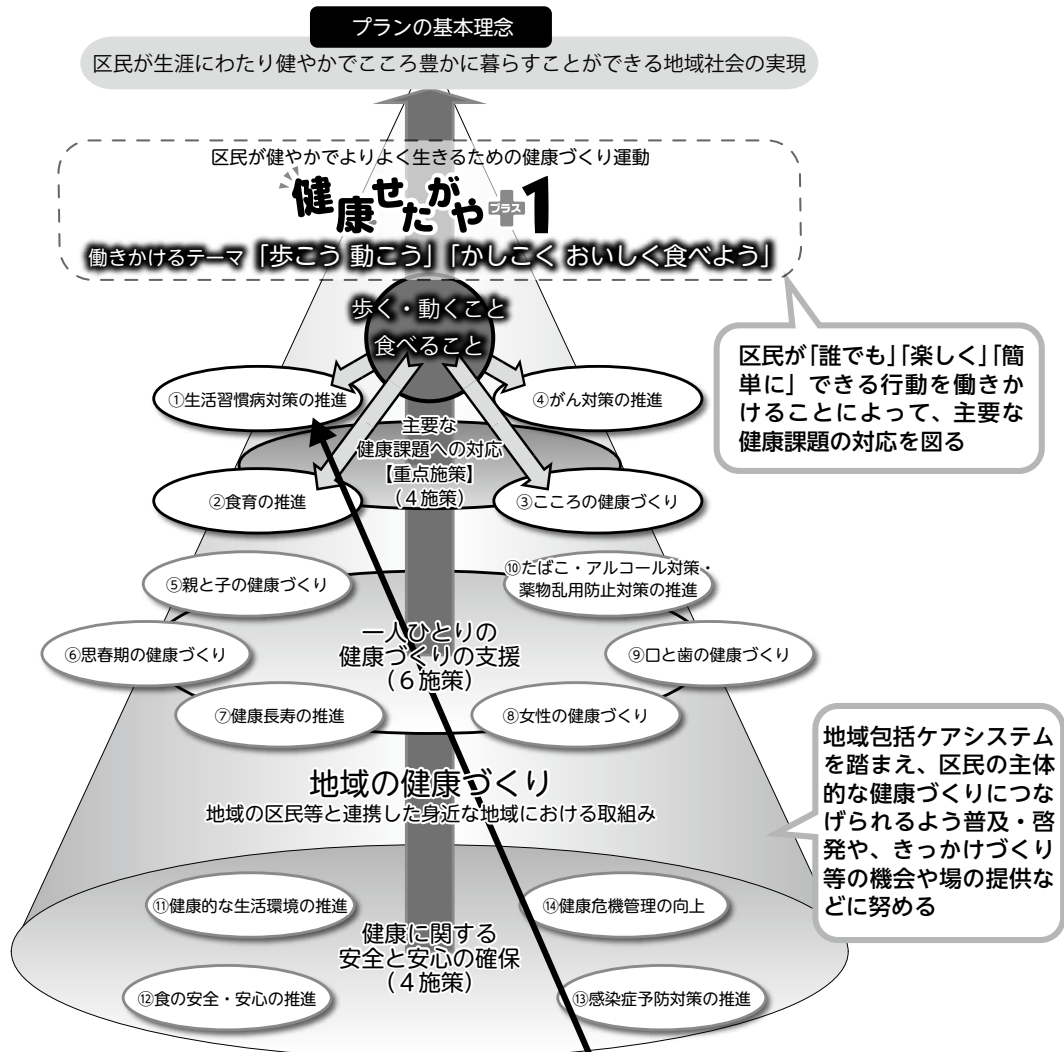 プランの基本理念
区民が生涯にわたり健やかでこころ豊かに暮らすことができる地域社会の実現
区民が健やかでよりよく生きるための健康づくり運動
健康せたがやプラス1
働きかけるテーマ「歩こう 動こう」「かしこく おいしく食べよう」
歩く・動くこと
食べること
区民が「誰でも」「楽しく」「簡
単に」できる行動を働きか
けることによって、主要な
健康課題の対応を図る
①生活習慣病対策の推進
④がん対策の推進
主要な
健康課題への対応
【重点施策】
(4施策)
②食育の推進
③こころの健康づくり
⑤親と子の健康づくり
⑩たばこ・アルコール対策・
薬物乱用防止対策の推進
一人ひとりの
健康づくりの支援
(6施策)
⑥思春期の健康づくり
⑨口と歯の健康づくり
⑦健康長寿の推進
⑧女性の健康づくり
地域の健康づくり
地域の区民等と連携した身近な地域における取組み
地域包括ケアシステム
を踏まえ、区民の主体
的な健康づくりにつな
げられるよう普及・啓
発や、きっかけづくり
等の機会や場の提供な
どに努める
⑪健康的な生活環境の推進
⑭健康危機管理の向上
健康に関する
安全と安心の確保
(4施策)
⑫食の安全・安心の推進
⑬感染症予防対策の推進